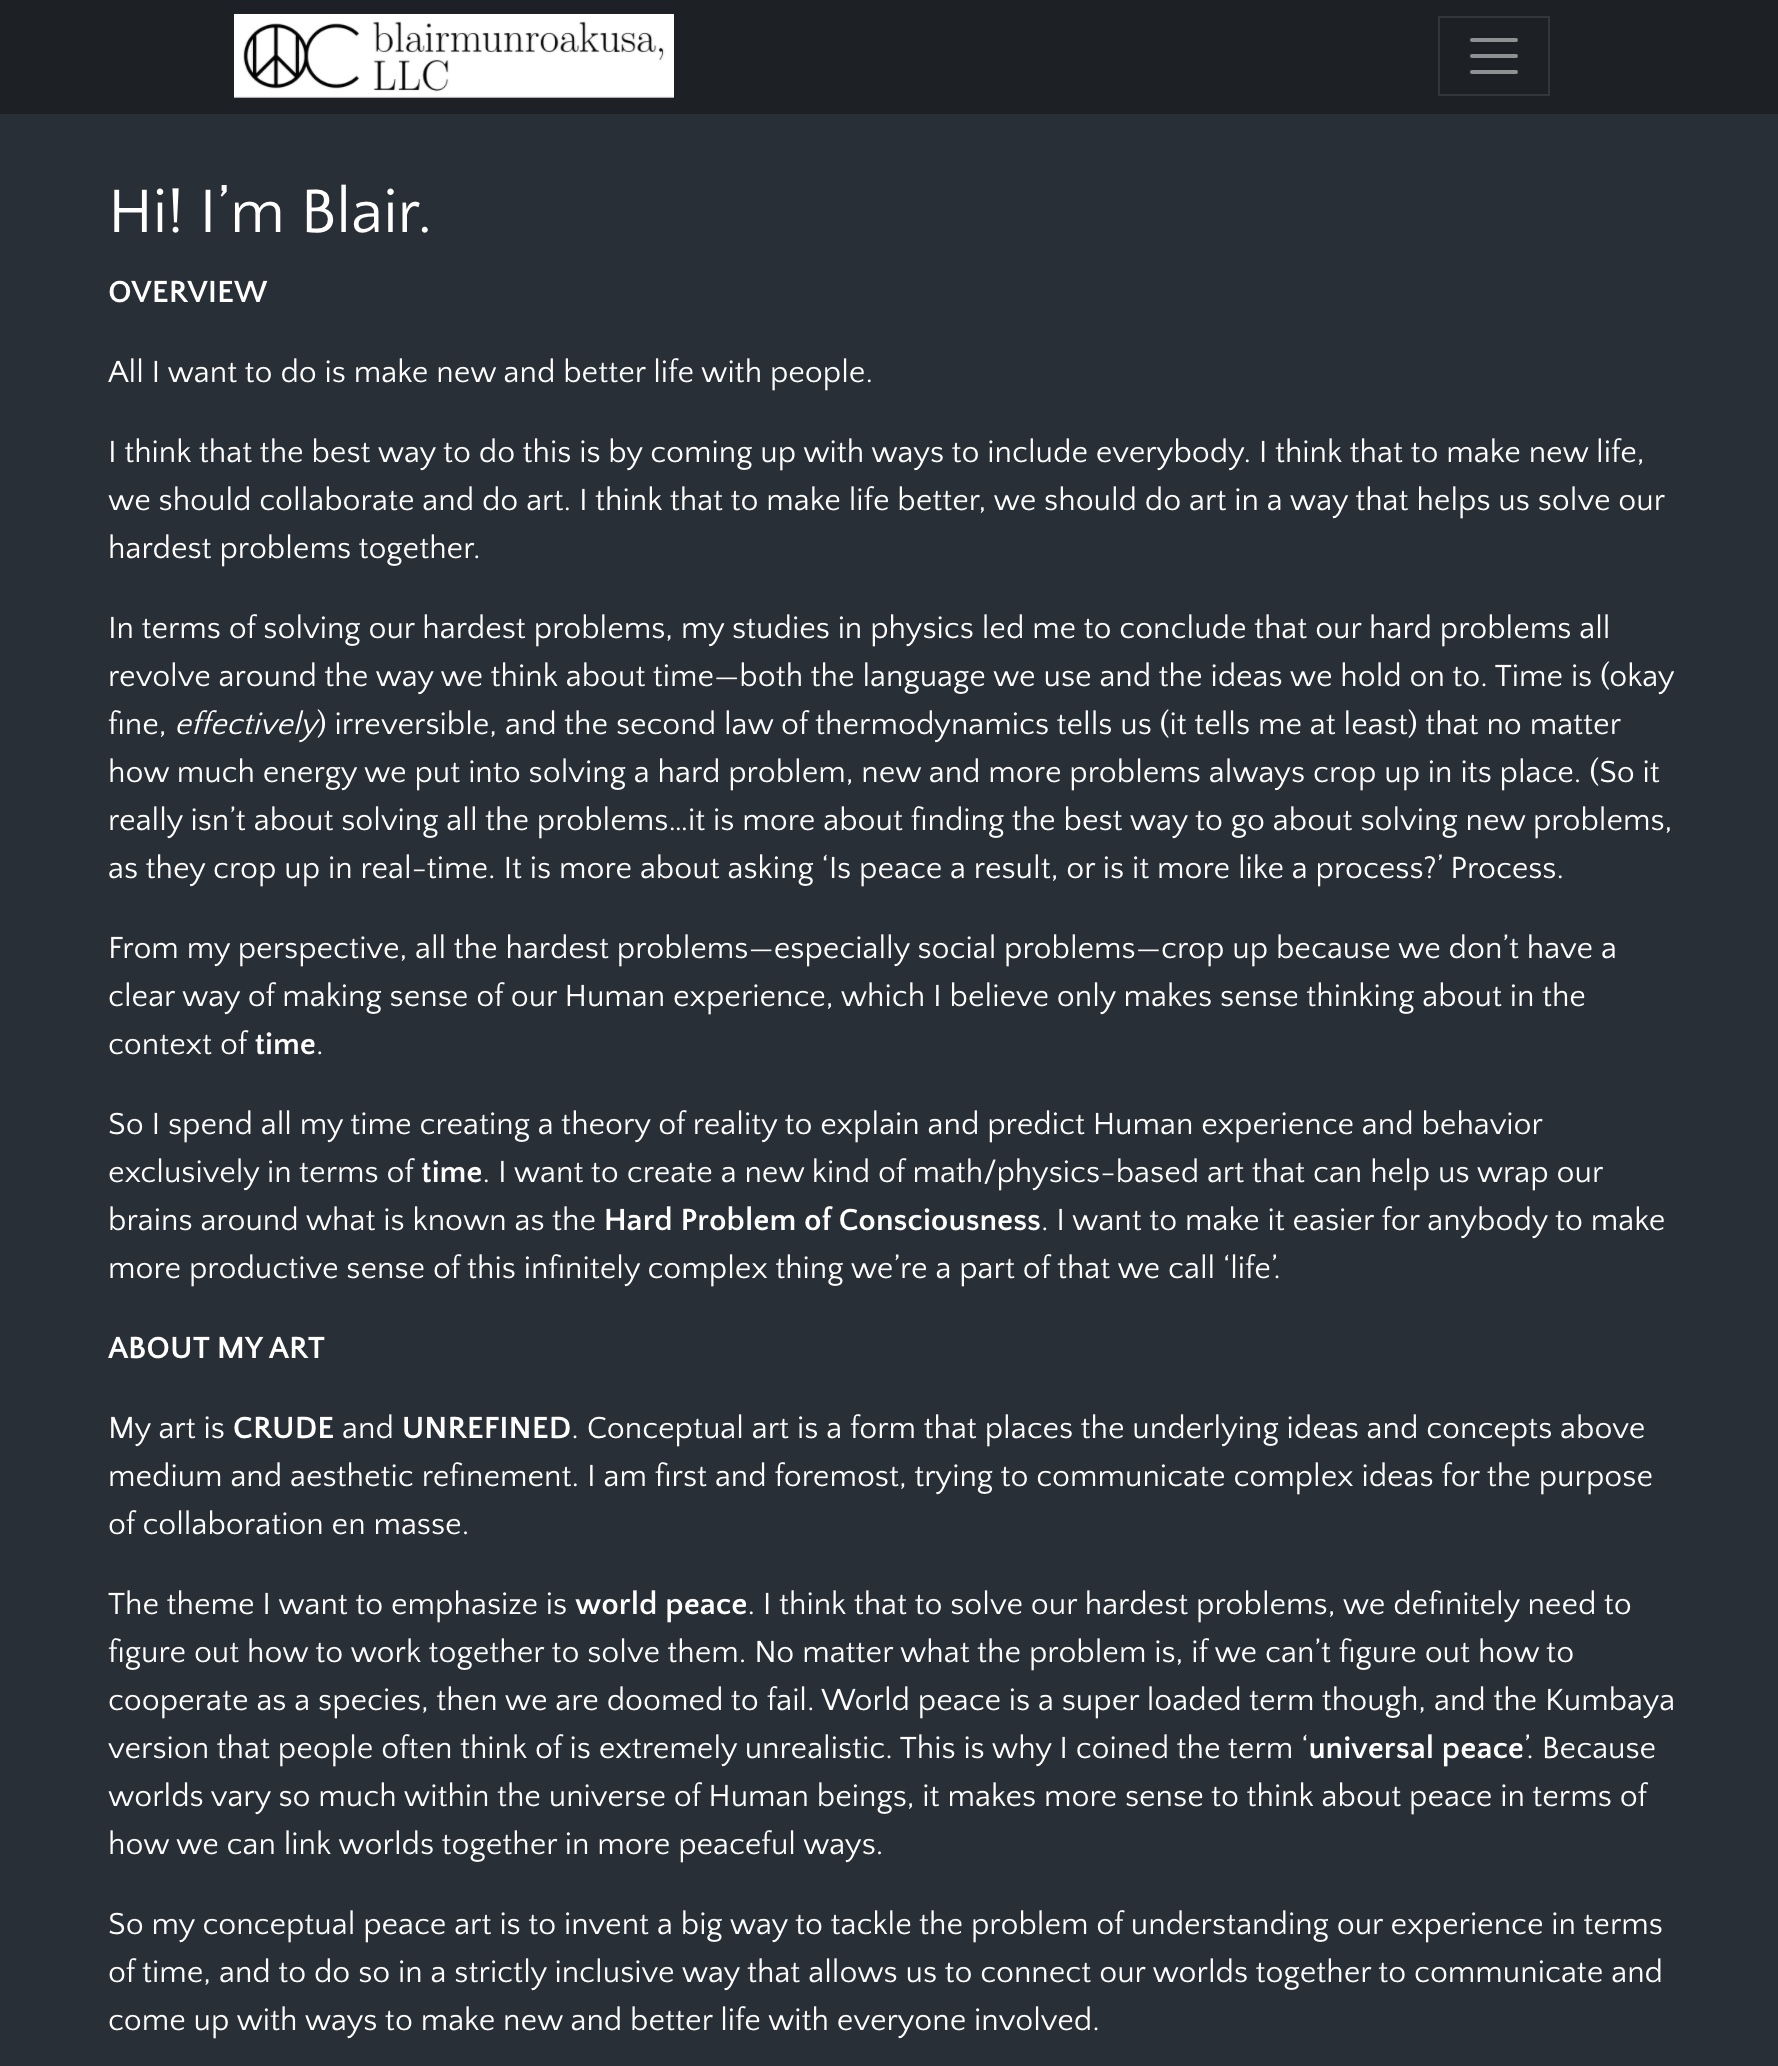 blairmunroakusa,
LLC
Hi! I’m Blair.
OVERVIEW
All I want to do is make new and better life with people.
I think that the best way to do this is by coming up with ways to include everybody. I think that to make new life,
we should collaborate and do art. I think that to make life better, we should do art in a way that helps us solve our
hardest problems together.
In terms of solving our hardest problems, my studies in physics led me to conclude that our hard problems all
revolve around the way we think about time—both the language we use and the ideas we hold on to. Time is (okay
fine, effectively) irreversible, and the second law of thermodynamics tells us (it tells me at least) that no matter
how much energy we put into solving a hard problem, new and more problems always crop up in its place. (So it
really isn’t about solving all the problems…it is more about finding the best way to go about solving new problems,
as they crop up in real-time. It is more about asking ‘Is peace a result, or is it more like a process?’ Process.
From my perspective, all the hardest problems—especially social problems—crop up because we don’t have a
clear way of making sense of our Human experience, which I believe only makes sense thinking about in the
context of time.
So I spend all my time creating a theory of reality to explain and predict Human experience and behavior
exclusively in terms of time. I want to create a new kind of math/physics-based art that can help us wrap our
brains around what is known as the Hard Problem of Consciousness. I want to make it easier for anybody to make
more productive sense of this infinitely complex thing we’re a part of that we call ‘life’.
ABOUT MY ART
My art is CRUDE and UNREFINED. Conceptual art is a form that places the underlying ideas and concepts above
medium and aesthetic refinement. I am first and foremost, trying to communicate complex ideas for the purpose
of collaboration en masse.
The theme I want to emphasize is world peace. I think that to solve our hardest problems, we definitely need to
figure out how to work together to solve them. No matter what the problem is, if we can’t figure out how to
cooperate as a species, then we are doomed to fail. World peace is a super loaded term though, and the Kumbaya
version that people often think of is extremely unrealistic. This is why I coined the term ‘universal peace’. Because
worlds vary so much within the universe of Human beings, it makes more sense to think about peace in terms of
how we can link worlds together in more peaceful ways.
So my conceptual peace art is to invent a big way to tackle the problem of understanding our experience in terms
of time, and to do so in a strictly inclusive way that allows us to connect our worlds together to communicate and
come up with ways to make new and better life with everyone involved.